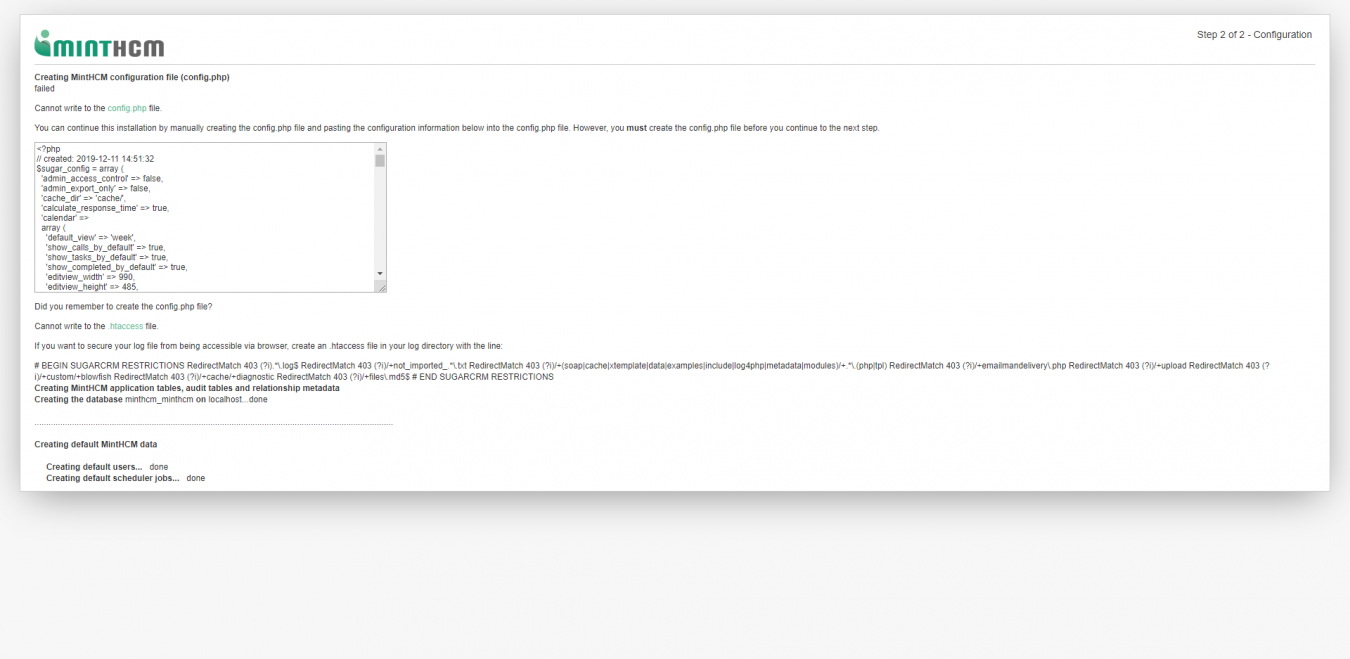 MINTHCM
Step 2 of 2 - Configuration
Creating MintHCM configuration file (config.php)
failed
Cannot write to the config.php file.
You can continue this installation by manually creating the config.php file and pasting the configuration information below into the config.php file. However, you must create the config.php file before you continue to the next step.
<?php
// created: 2019-12-11 14:51:32
$sugar_config = array (
'admin_access_control' => false,
'admin_export_only' => false,
'cache_dir' => 'cache/',
'calculate_response_time' => true,
'calendar' =>
array (
'default_view' => 'week',
'show_calls_by_default' => true,
'show_tasks_by_default' => true,
'show_completed_by_default' => true,
'editview_width' => 990,
'editview_height' => 485,
Did you remember to create the config.php file?
Cannot write to the .htaccess file.
If you want to secure your log file from being accessible via browser, create an .htaccess file in your log directory with the line:
# BEGIN SUGARCRM RESTRICTIONS RedirectMatch 403 (?i).*\.log$ RedirectMatch 403 (?i)/+not_imported_.*\.txt RedirectMatch 403 (?i)/+(soap|cache|xtemplate|data|examples|include|log4php|metadata|modules)/+.*\.(php|tpl) RedirectMatch 403 (?i)/+emailmandelivery\.php RedirectMatch 403 (?i)/+upload RedirectMatch 403 (?
i)/+custom/+blowfish RedirectMatch 403 (?i)/+cache/+diagnostic RedirectMatch 403 (?i)/+files\.md5$ # END SUGARCRM RESTRICTIONS
Creating MintHCM application tables, audit tables and relationship metadata
Creating the database minthcm_minthcm on localhost...done
Creating default MintHCM data
Creating default users... done
Creating default scheduler jobs... done